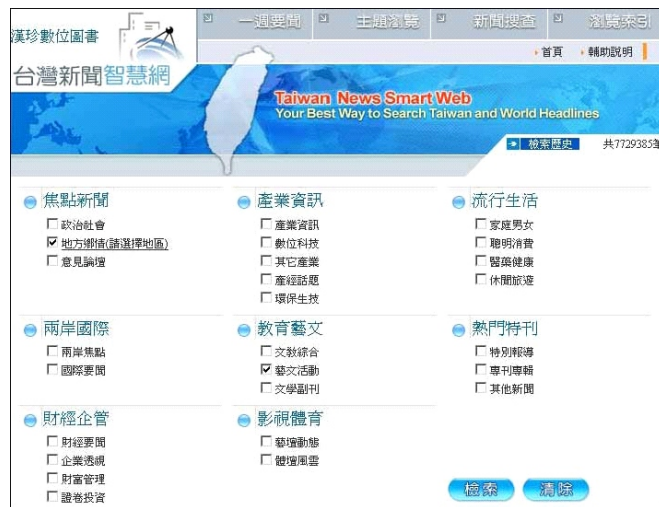 漢珍數位圖書
台灣新聞智慧網
一週要聞 主題瀏覽 新聞搜查 瀏覽索引
首頁 輔助說明
Taiwan News Smart Web
Your Best Way to Search Taiwan and World Headlines
檢索歷史 共7729385筆
焦點新聞
政治社會
地方鄉情(請選擇地區)
意見論壇
產業資訊
產業資訊
數位科技
其它產業
產經話題
環保生技
流行生活
家庭男女
聰明消費
醫藥健康
休閒旅遊
兩岸國際
兩岸焦點
國際要聞
教育藝文
文教綜合
藝文活動
文學副刊
熱門特刊
特別報導
專刊專輯
其他新聞
財經企管
財經要聞
企業透視
財富管理
證卷投資
影視體育
藝壇動態
體壇風雲
檢索 清除